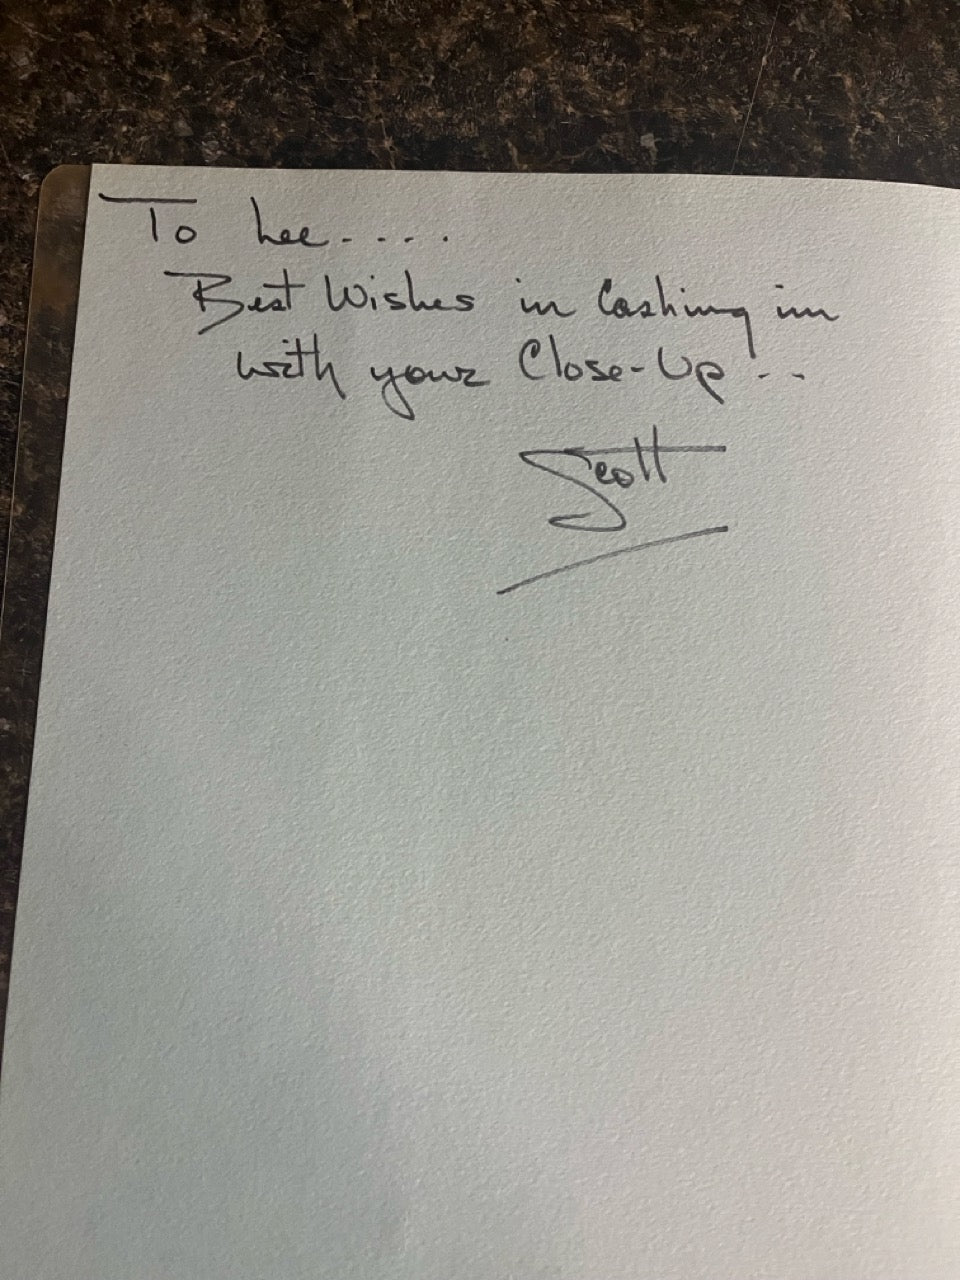 To Lee.....
Best Wishes in Cashing in
with your Close-Up!..
Scott